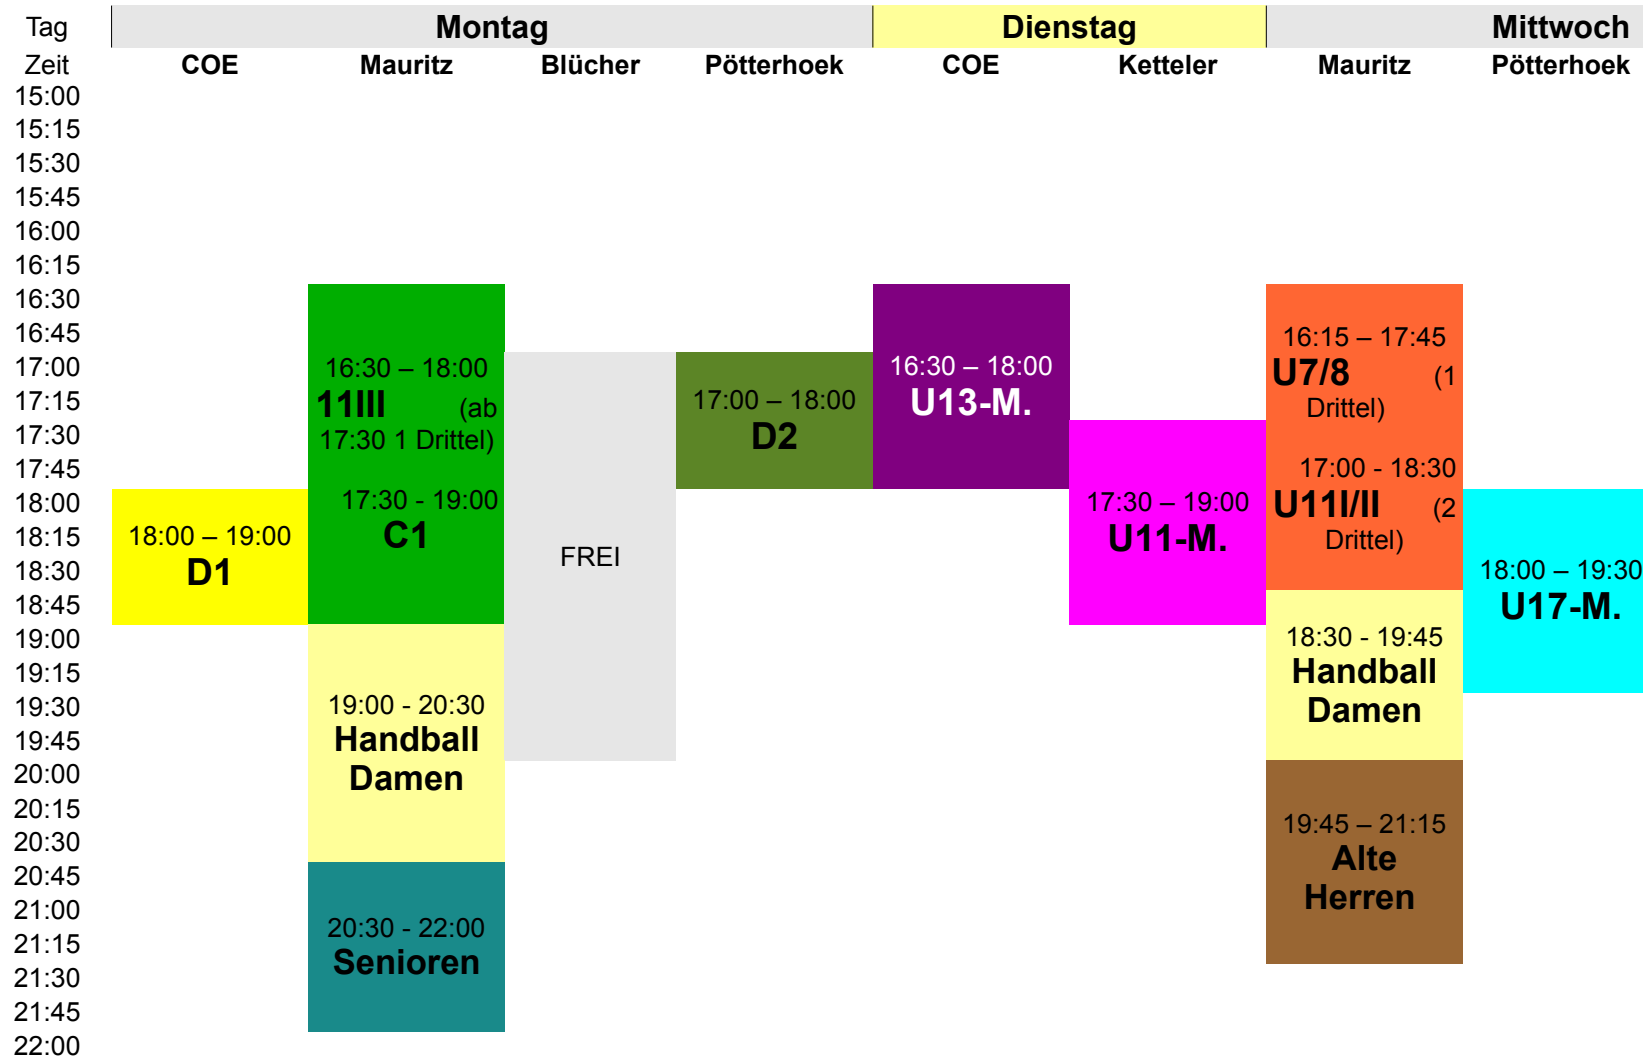 Tag Montag Dienstag Mittwoch
Zeit COE Mauritz Blücher Pötterhoek COE Ketteler Mauritz Pötterhoek
15:00
15:15
15:30
15:45
16:00
16:15
16:30
16:45
17:00
17:15
17:30
17:45
18:00
18:15
18:30
18:45
19:00
19:15
19:30
19:45
20:00
20:15
20:30
20:45
21:00
21:15
21:30
21:45
22:00
18:00 – 19:00
D1
16:30 – 18:00
11III (ab
17:30 1 Drittel)
17:30 - 19:00
C1
19:00 - 20:30
Handball
Damen
20:30 - 22:00
Senioren
FREI
17:00 – 18:00
D2
16:30 – 18:00
U13-M.
17:30 – 19:00
U11-M.
16:15 – 17:45
U7/8 (1
Drittel)
17:00 - 18:30
U11I/II (2
Drittel)
18:30 - 19:45
Handball
Damen
19:45 – 21:15
Alte
Herren
18:00 – 19:30
U17-M.